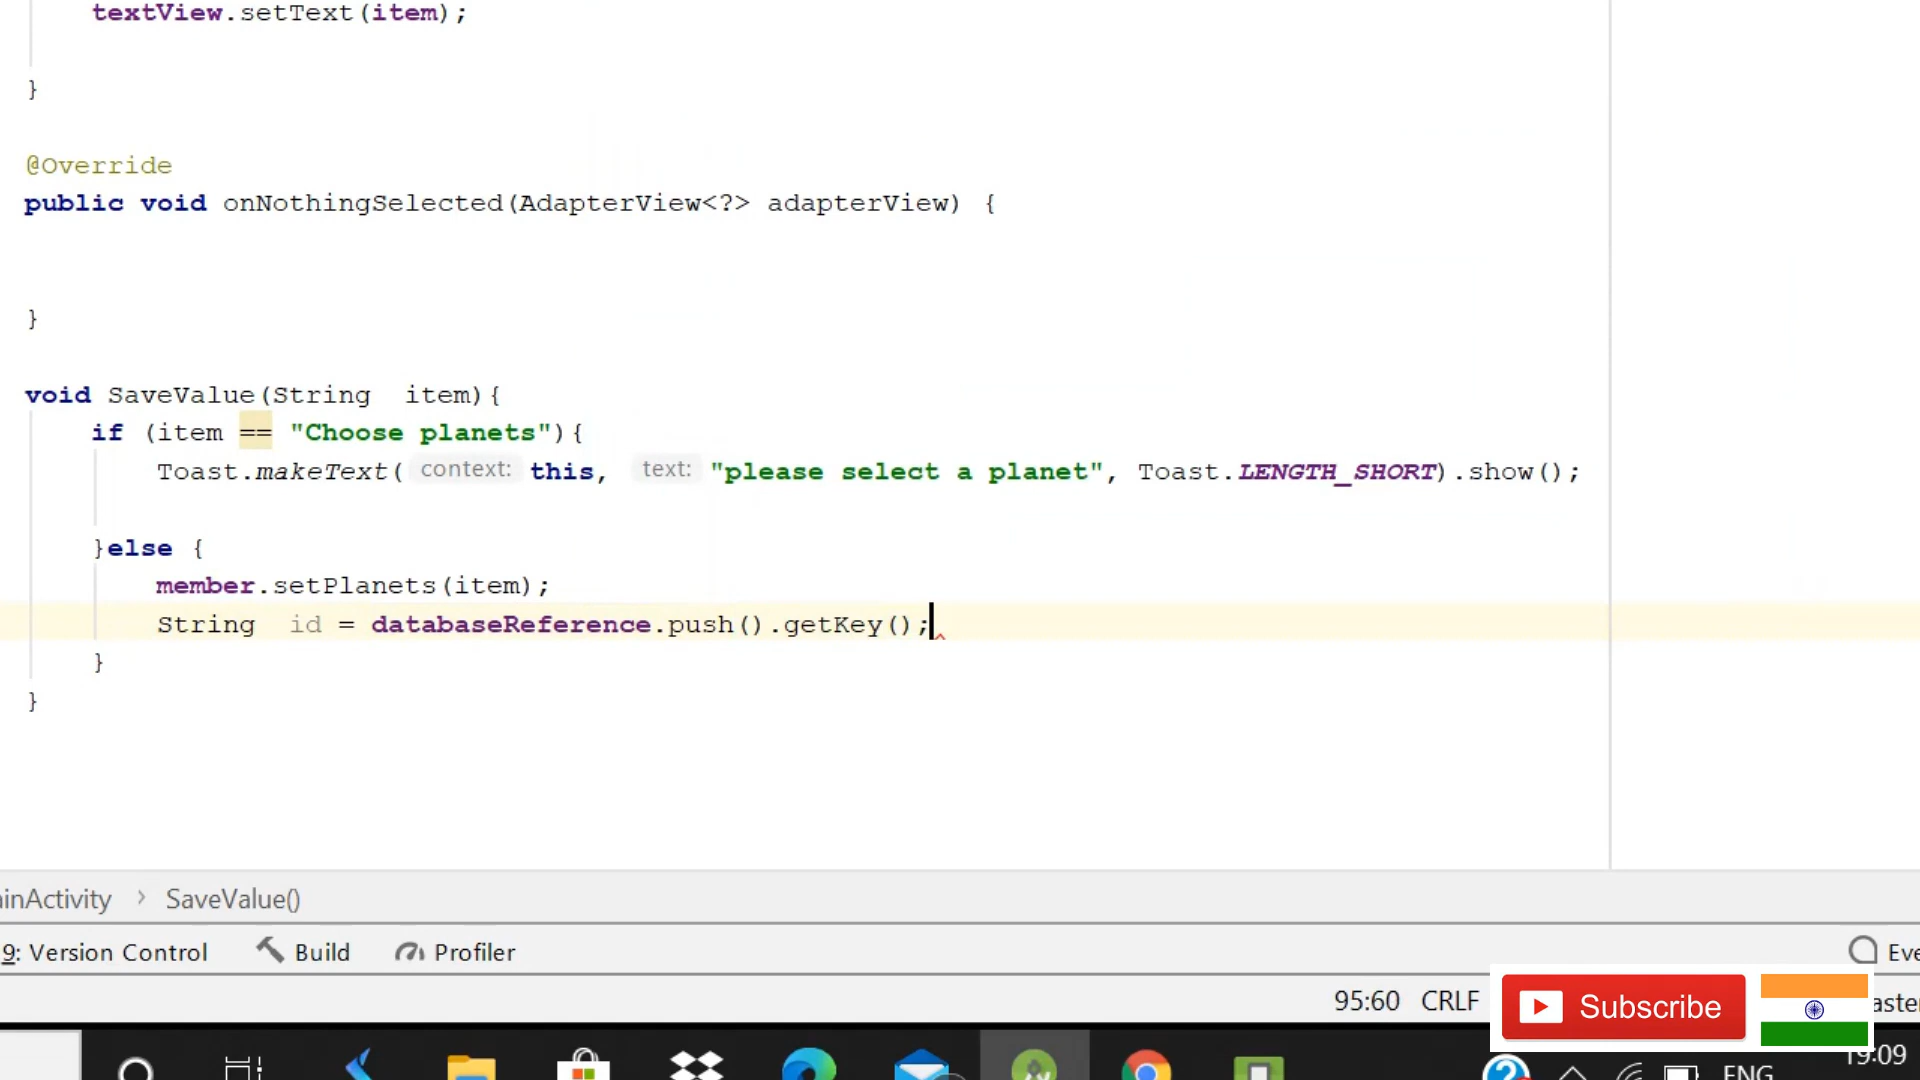 textView.setText(item);
}
@Override
public void onNothingSelected(AdapterView<?> adapterView) {
}
void SaveValue(String  item){
if (item == "Choose planets"){
Toast.makeText( context: this, text: "please select a planet", Toast.LENGTH_SHORT).show();
}else {
member.setPlanets(item);
String  id = databaseReference.push().getKey();
}
}
ainActivity › SaveValue()
9: Version Control Build Profiler Eve
95:60 CRLF
Subscribe
aste
19:09
ENG